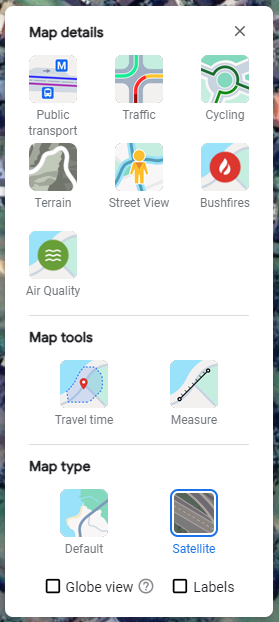 Map details
M
Public
transport
Traffic
Cycling
Terrain
Street View
Bushfires
Air Quality
Map tools
Travel time
Measure
Map type
Default
Satellite
Globe view ?
Labels